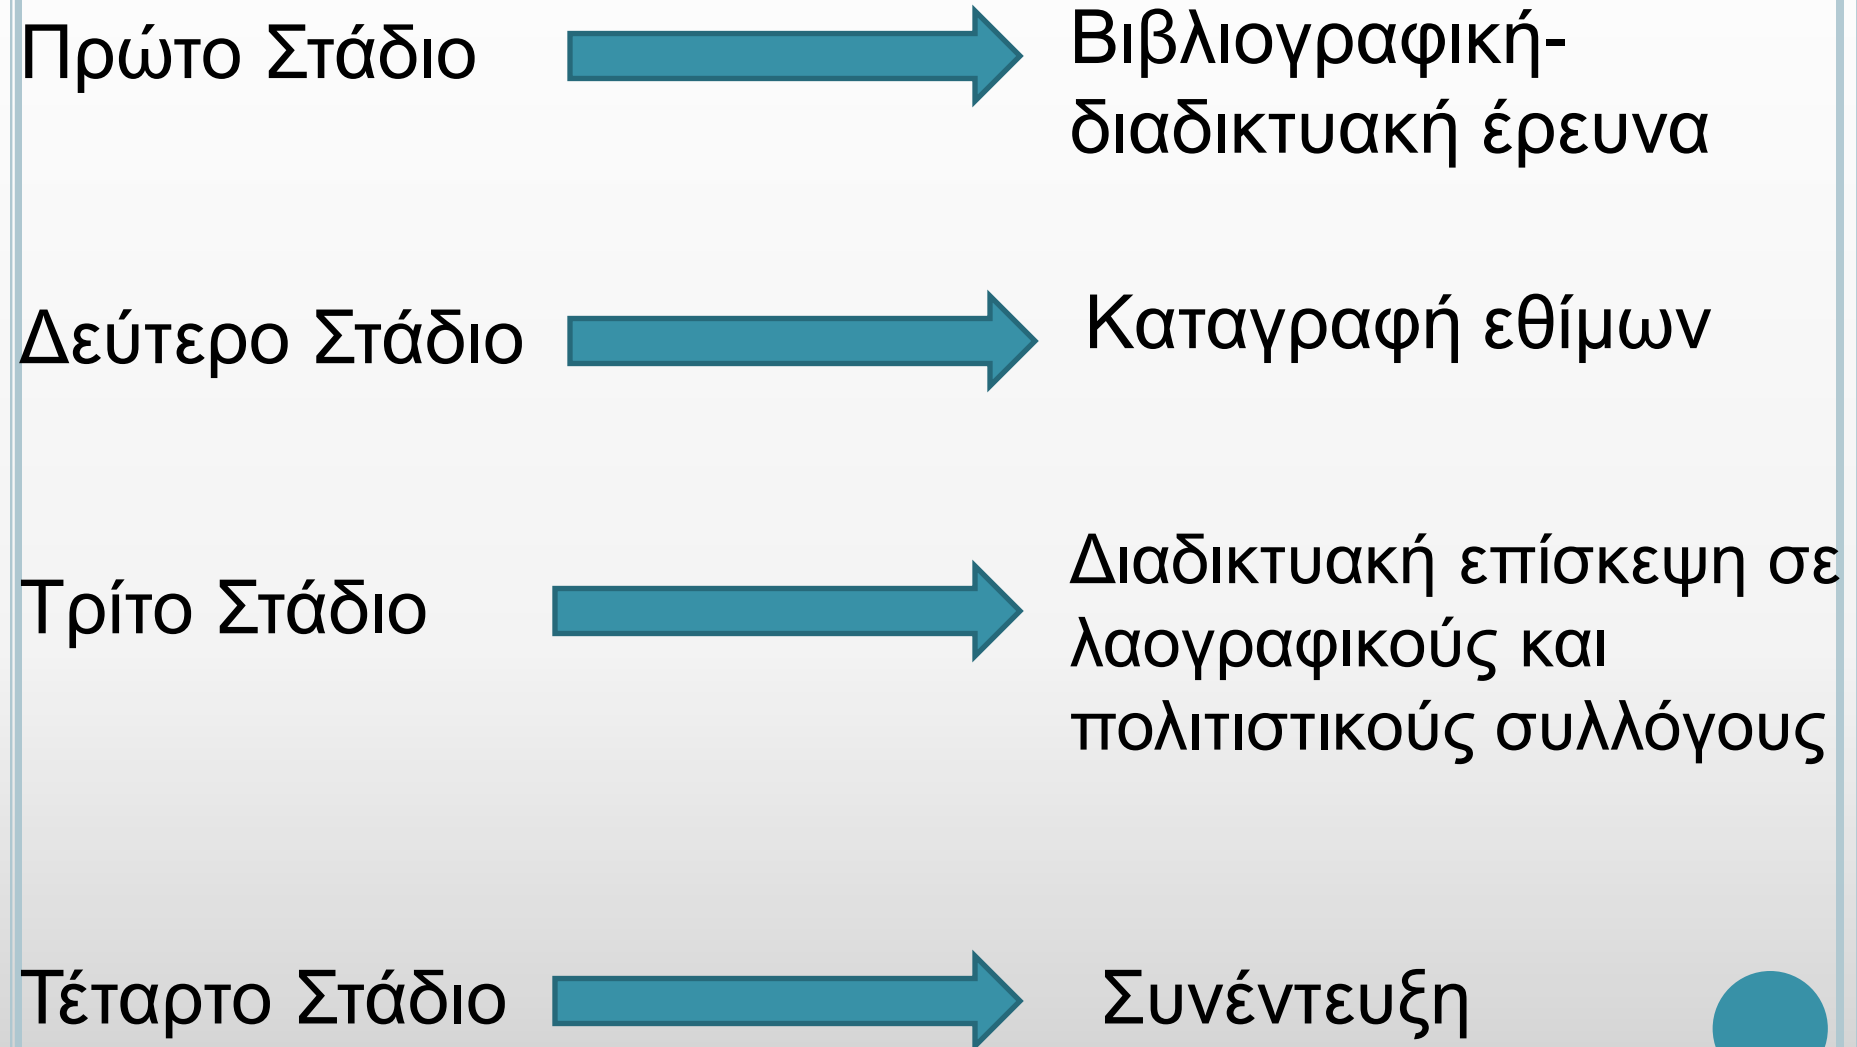 Πρώτο Στάδιο
Βιβλιογραφική-
διαδικτυακή έρευνα
Δεύτερο Στάδιο
Καταγραφή εθίμων
Τρίτο Στάδιο
Διαδικτυακή επίσκεψη σε
λαογραφικούς και
πολιτιστικούς συλλόγους
Τέταρτο Στάδιο
Συνέντευξη